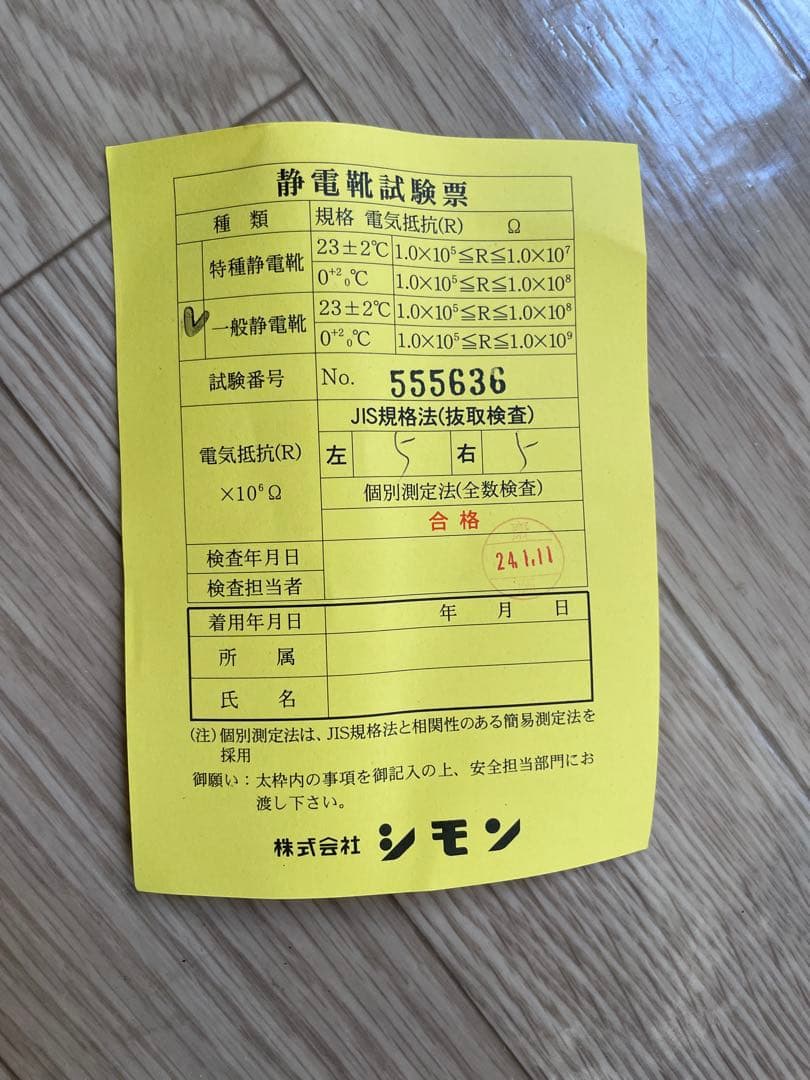 静電靴試験票
種類 規格 電気抵抗(R) Ω
特種静電靴 23±2℃ 1.0×10⁵≦R≦1.0×10⁷
0⁺²₀℃ 1.0×10⁵≦R≦1.0×10⁸
一般静電靴 23±2℃ 1.0×10⁵≦R≦1.0×10⁸
0⁺²₀℃ 1.0×10⁵≦R≦1.0×10⁹
試験番号 No. 555636
電気抵抗(R)
×10⁶Ω
JIS規格法(抜取検査)
左 5 右 5
個別測定法(全数検査)
合格
検査年月日
検査担当者
24.1.11
着用年月日 年 月 日
所属
氏名
(注)個別測定法は、JIS規格法と相関性のある簡易測定法を
採用
御願い：太枠内の事項を御記入の上、安全担当部門にお
渡し下さい。
株式会社 シモン